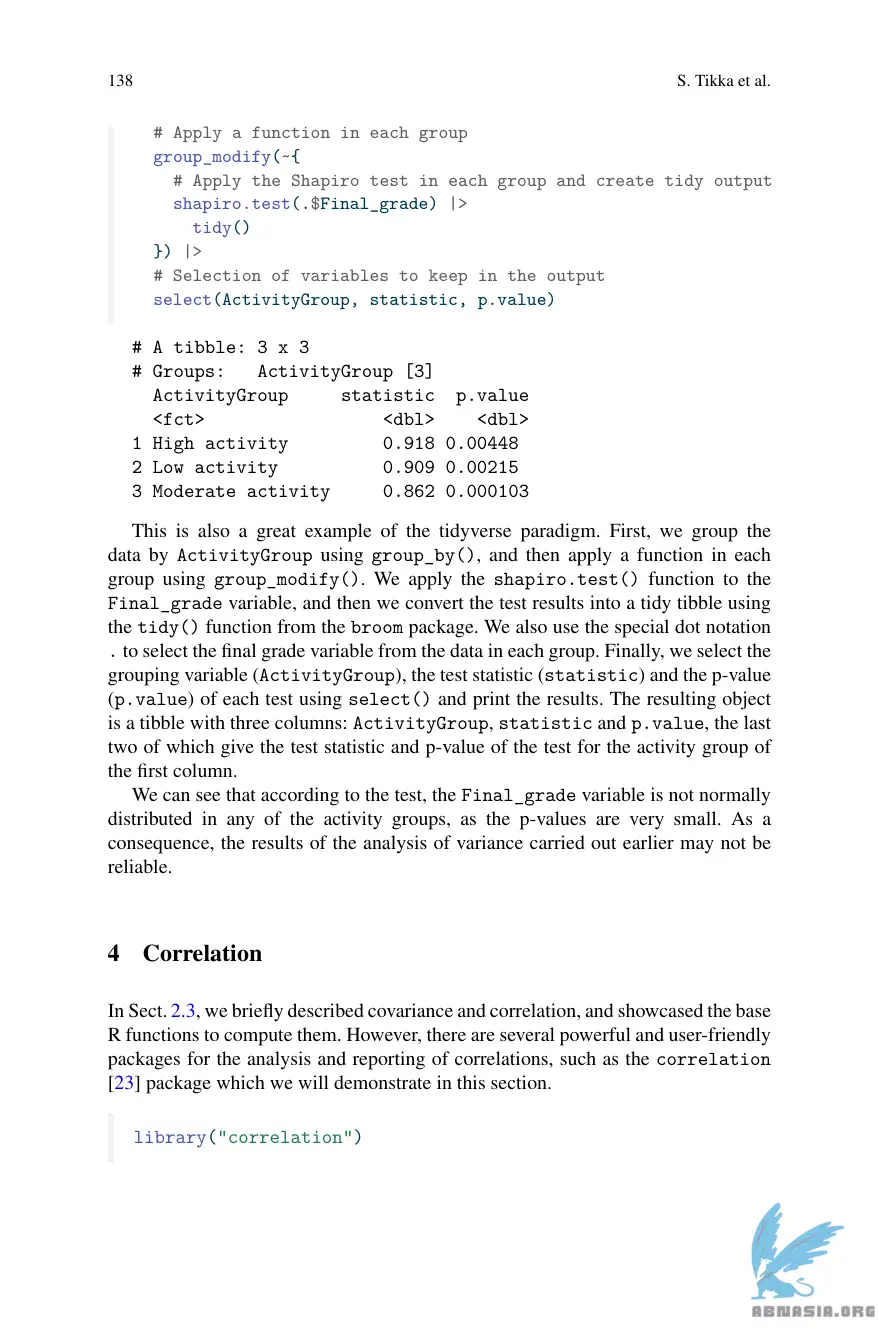 138
S. Tikka et al.
# Apply a function in each group
group_modify(~{
# Apply the Shapiro test in each group and create tidy output
shapiro.test(.$Final_grade) |>
tidy()
}) |>
# Selection of variables to keep in the output
select(ActivityGroup, statistic, p.value)
# A tibble: 3 x 3
# Groups:   ActivityGroup [3]
ActivityGroup     statistic  p.value
<fct>                 <dbl>    <dbl>
1 High activity         0.918 0.00448
2 Low activity          0.909 0.00215
3 Moderate activity     0.862 0.000103
This is also a great example of the tidyverse paradigm. First, we group the
data by ActivityGroup using group_by(), and then apply a function in each
group using group_modify(). We apply the shapiro.test() function to the
Final_grade variable, and then we convert the test results into a tidy tibble using
the tidy() function from the broom package. We also use the special dot notation
. to select the final grade variable from the data in each group. Finally, we select the
grouping variable (ActivityGroup), the test statistic (statistic) and the p-value
(p.value) of each test using select() and print the results. The resulting object
is a tibble with three columns: ActivityGroup, statistic and p.value, the last
two of which give the test statistic and p-value of the test for the activity group of
the first column.
We can see that according to the test, the Final_grade variable is not normally
distributed in any of the activity groups, as the p-values are very small. As a
consequence, the results of the analysis of variance carried out earlier may not be
reliable.
4 Correlation
In Sect. 2.3, we briefly described covariance and correlation, and showcased the base
R functions to compute them. However, there are several powerful and user-friendly
packages for the analysis and reporting of correlations, such as the correlation
[23] package which we will demonstrate in this section.
library("correlation")
ABNASIA.ORG